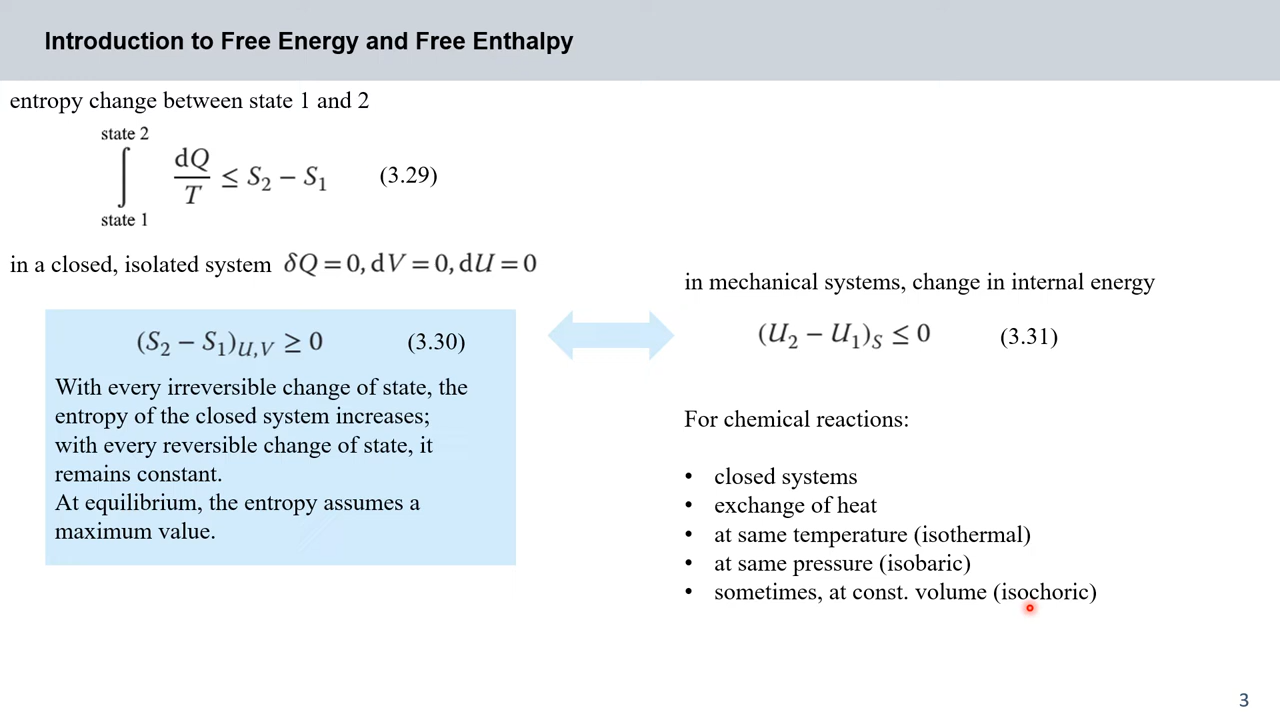 Introduction to Free Energy and Free Enthalpy
entropy change between state 1 and 2
state 2
∫ dQ/T ≤ S₂ − S₁ (3.29)
state 1
in a closed, isolated system δQ = 0, dV = 0, dU = 0
(S₂ − S₁)U,V ≥ 0 (3.30)
With every irreversible change of state, the
entropy of the closed system increases;
with every reversible change of state, it
remains constant.
At equilibrium, the entropy assumes a
maximum value.
in mechanical systems, change in internal energy
(U₂ − U₁)S ≤ 0 (3.31)
For chemical reactions:
• closed systems
• exchange of heat
• at same temperature (isothermal)
• at same pressure (isobaric)
• sometimes, at const. volume (isochoric)
3